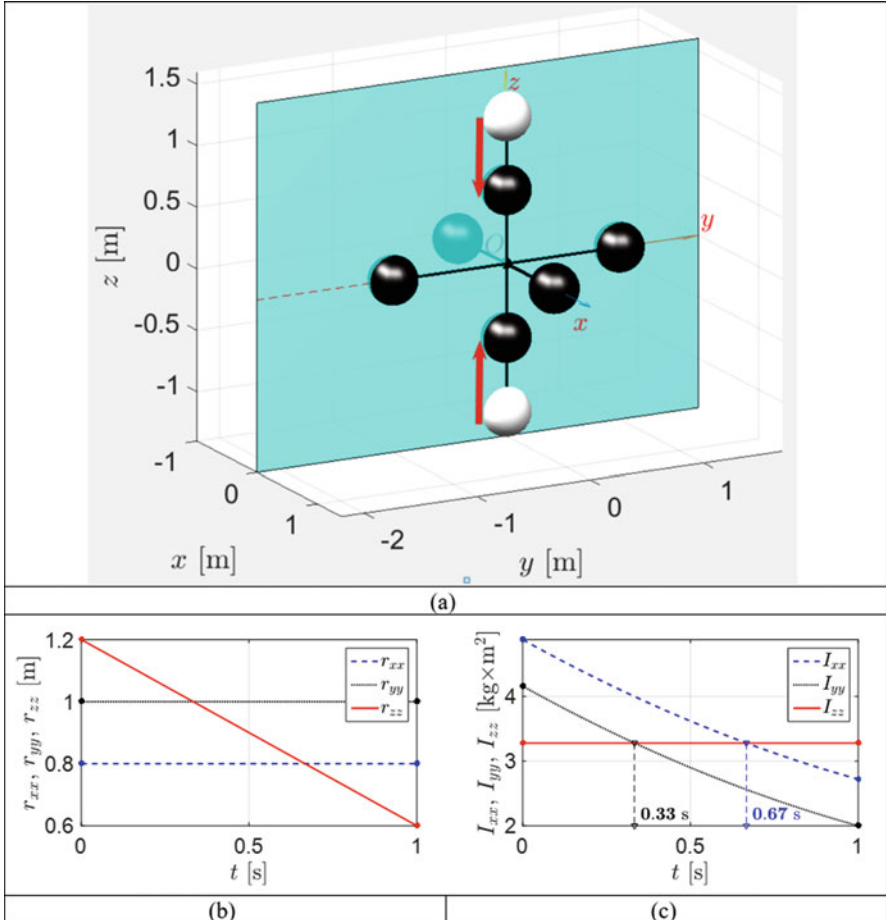 1.5
1
0.5
0
-0.5
-1
z [m]
z
y
O
x
-1
0
1
x [m]
-2
-1
0
1
y [m]
(a)
1.2
1
0.8
0.6
r_xx, r_yy, r_zz [m]
r_xx
r_yy
r_zz
0
0.5
1
t [s]
4
3
2
I_xx, I_yy, I_zz [kg×m²]
I_xx
I_yy
I_zz
0.33 s
0.67 s
0
0.5
1
t [s]
(b)
(c)